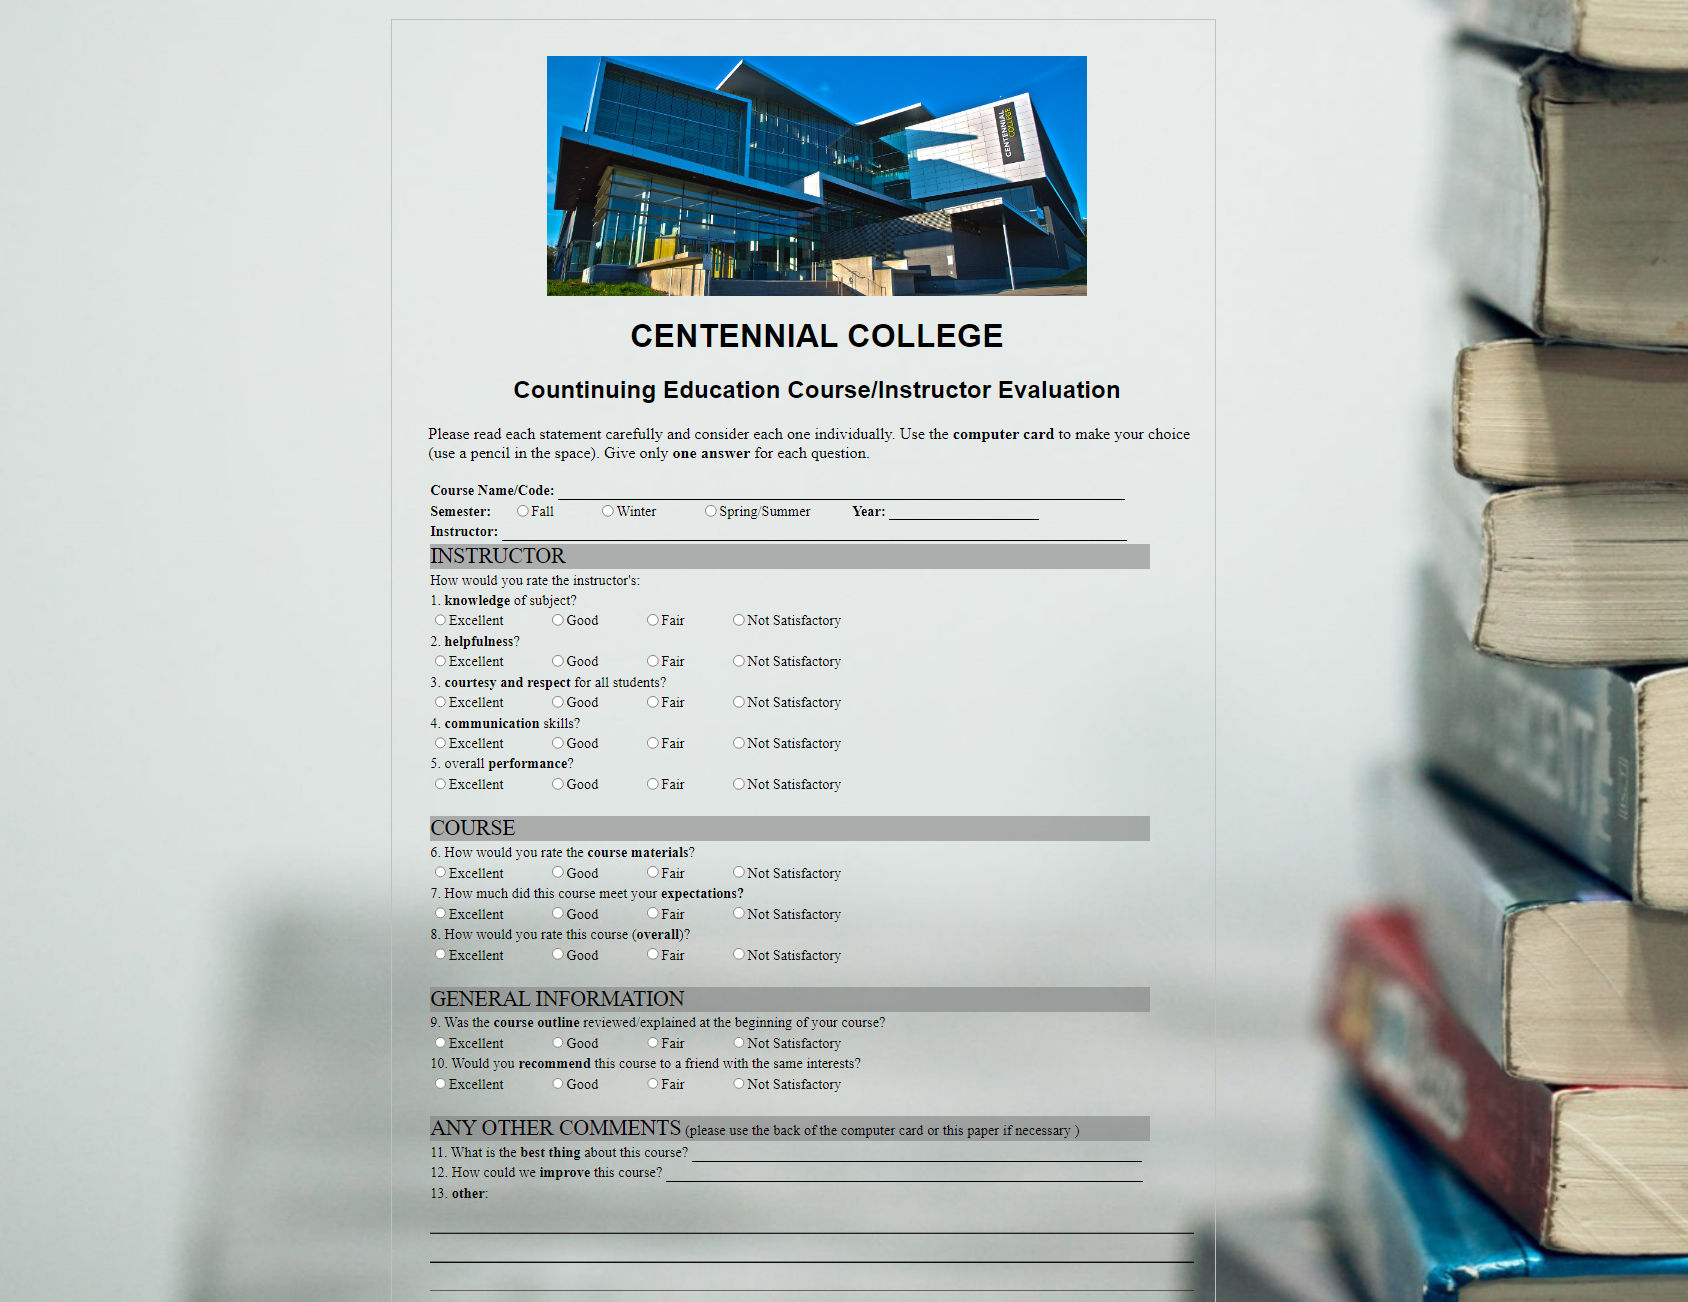 CENTENNIAL
COLLEGE
CENTENNIAL COLLEGE
Countinuing Education Course/Instructor Evaluation
Please read each statement carefully and consider each one individually. Use the computer card to make your choice
(use a pencil in the space). Give only one answer for each question.
Course Name/Code:
Semester: Fall Winter Spring/Summer Year:
Instructor:
INSTRUCTOR
How would you rate the instructor's:
1. knowledge of subject?
Excellent Good Fair Not Satisfactory
2. helpfulness?
Excellent Good Fair Not Satisfactory
3. courtesy and respect for all students?
Excellent Good Fair Not Satisfactory
4. communication skills?
Excellent Good Fair Not Satisfactory
5. overall performance?
Excellent Good Fair Not Satisfactory
COURSE
6. How would you rate the course materials?
Excellent Good Fair Not Satisfactory
7. How much did this course meet your expectations?
Excellent Good Fair Not Satisfactory
8. How would you rate this course (overall)?
Excellent Good Fair Not Satisfactory
GENERAL INFORMATION
9. Was the course outline reviewed/explained at the beginning of your course?
Excellent Good Fair Not Satisfactory
10. Would you recommend this course to a friend with the same interests?
Excellent Good Fair Not Satisfactory
ANY OTHER COMMENTS (please use the back of the computer card or this paper if necessary )
11. What is the best thing about this course?
12. How could we improve this course?
13. other: